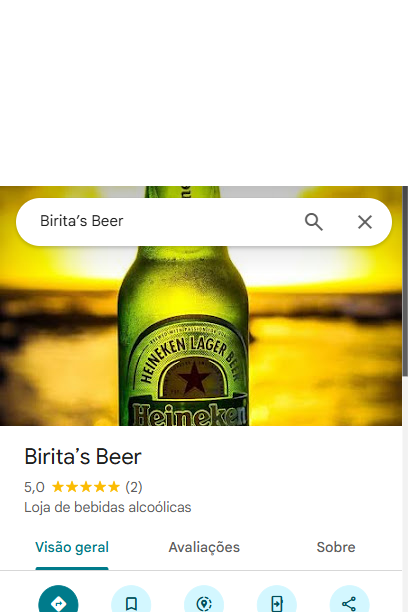 Birita's Beer
HEINEKEN LAGER BEER
Heineken
Birita's Beer
5,0 (2)
Loja de bebidas alcoólicas
Visão geral Avaliações Sobre